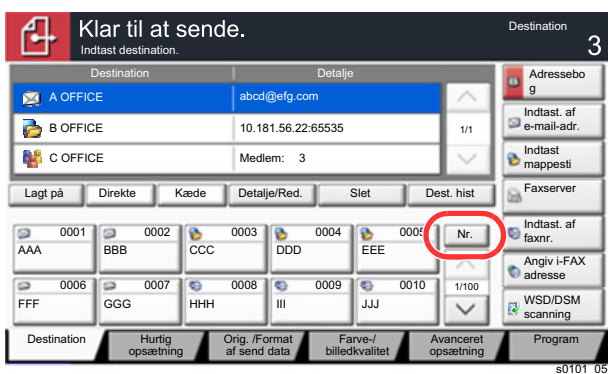 Klar til at sende.
Indtast destination.
Destination
3
Destination
Detalje
A OFFICE
abcd@efg.com
B OFFICE
10.181.56.22:65535
1/1
C OFFICE
Medlem: 3
Adressebo
g
Indtast. af
e-mail-adr.
Indtast
mappesti
Faxserver
Indtast. af
faxnr.
Angiv i-FAX
adresse
WSD/DSM
scanning
Lagt på
Direkte
Kæde
Detalje/Red.
Slet
Dest. hist
0001
AAA
0002
BBB
0003
CCC
0004
DDD
0005
EEE
Nr.
0006
FFF
0007
GGG
0008
HHH
0009
III
0010
JJJ
1/100
Destination
Hurtig
opsætning
Orig. /Format
af send data
Farve-/
billedkvalitet
Avanceret
opsætning
Program
s0101_05